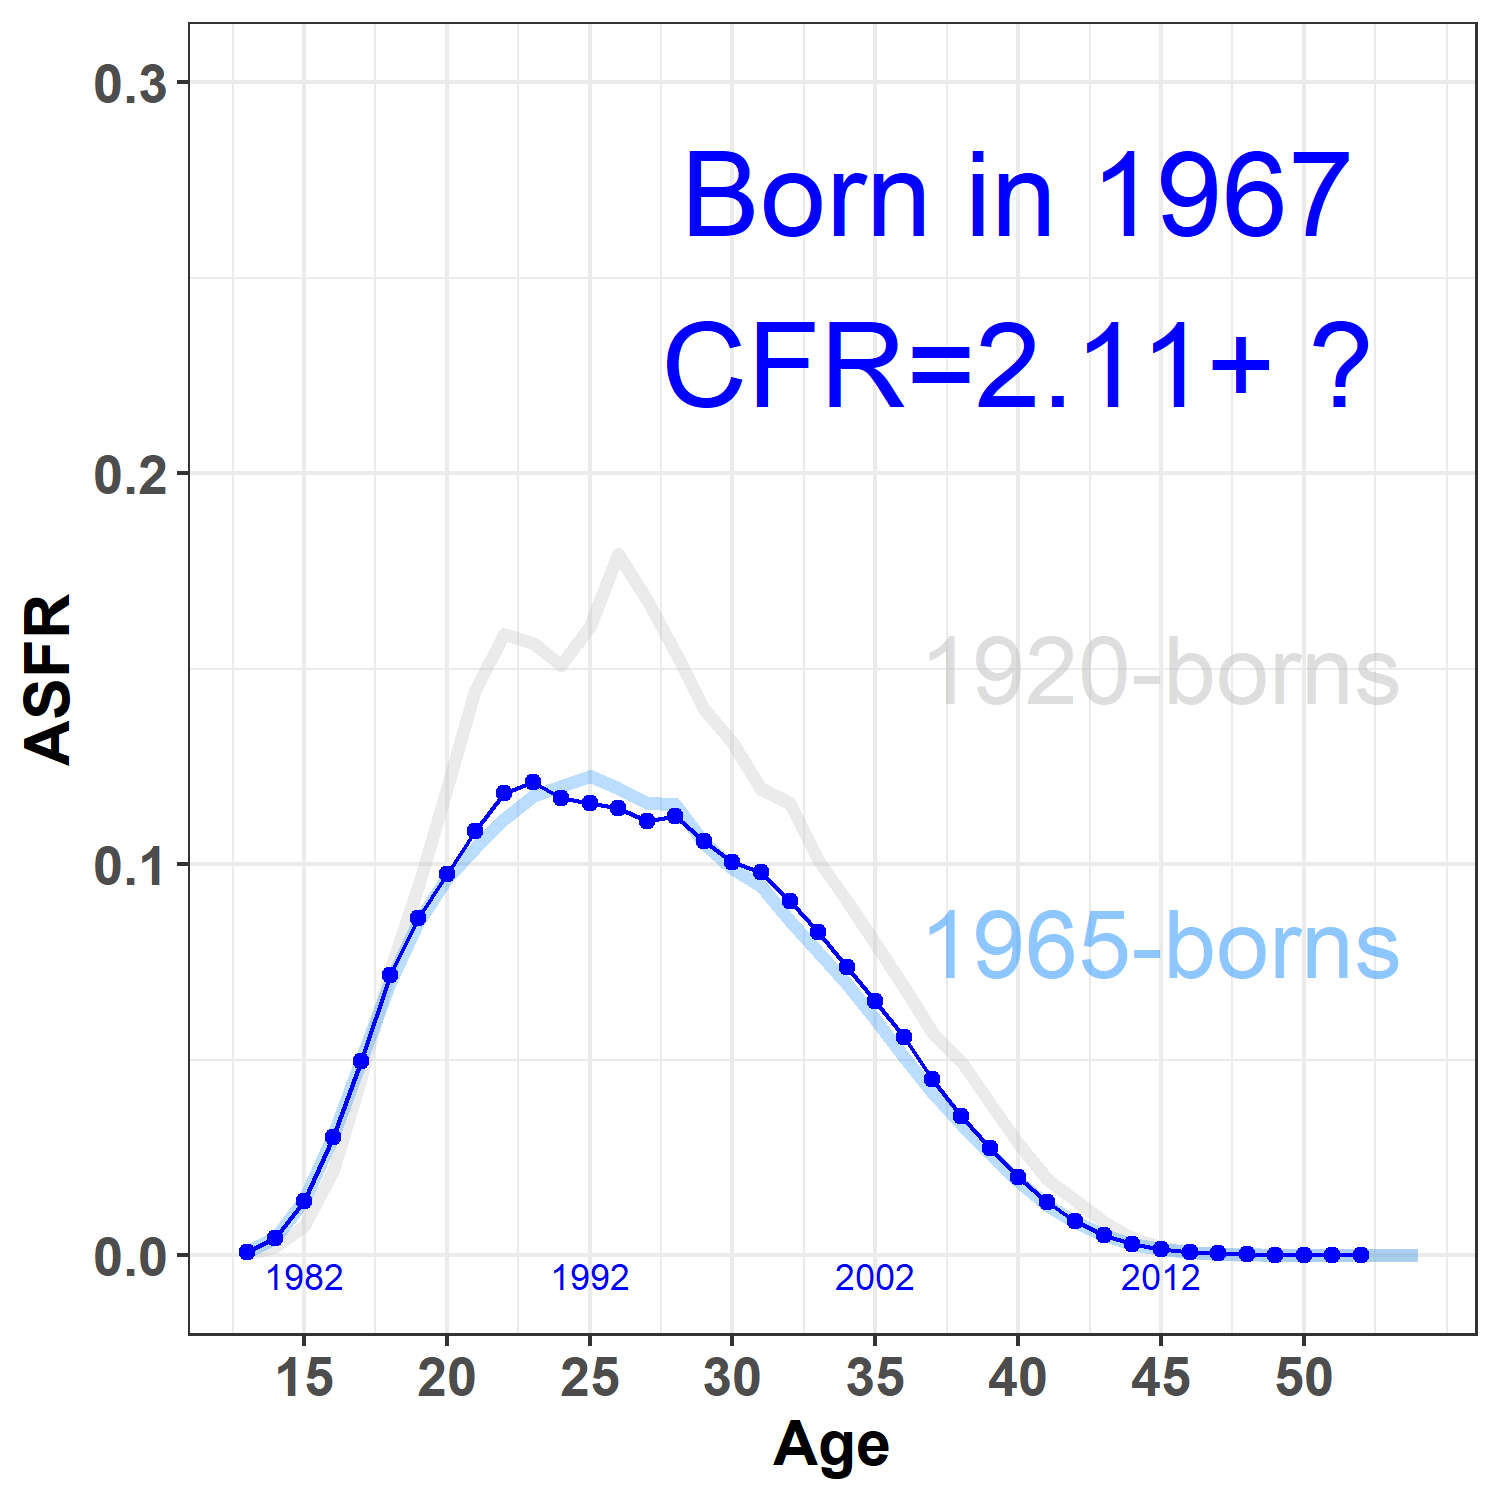 Born in 1967
CFR=2.11+ ?
1920-borns
1965-borns
ASFR
0.3
0.2
0.1
0.0
1982 1992 2002 2012
15 20 25 30 35 40 45 50
Age